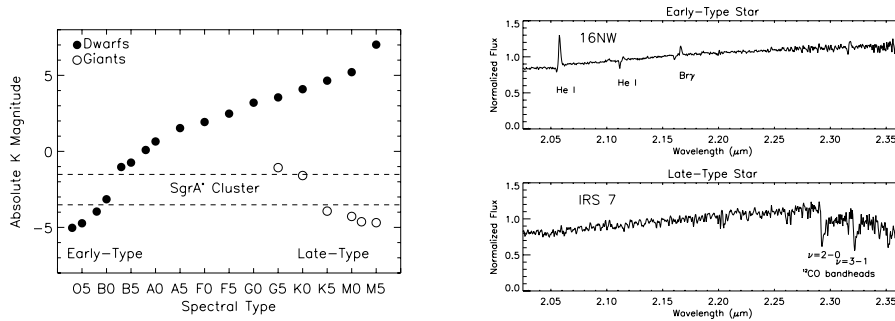 Dwarfs
Giants
5
0
−5
Absolute K Magnitude
SgrA* Cluster
Early-Type
Late-Type
O5 B0 B5 A0 A5 F0 F5 G0 G5 K0 K5 M0 M5
Spectral Type
Early-Type Star
16NW
1.5
1.0
0.5
0.0
Normalized Flux
He I
He I
Brγ
2.05 2.10 2.15 2.20 2.25 2.30 2.35
Wavelength (μm)
Late-Type Star
IRS 7
1.5
1.0
0.5
0.0
Normalized Flux
ν=2−0
ν=3−1
¹²CO bandheads
2.05 2.10 2.15 2.20 2.25 2.30 2.35
Wavelength (μm)